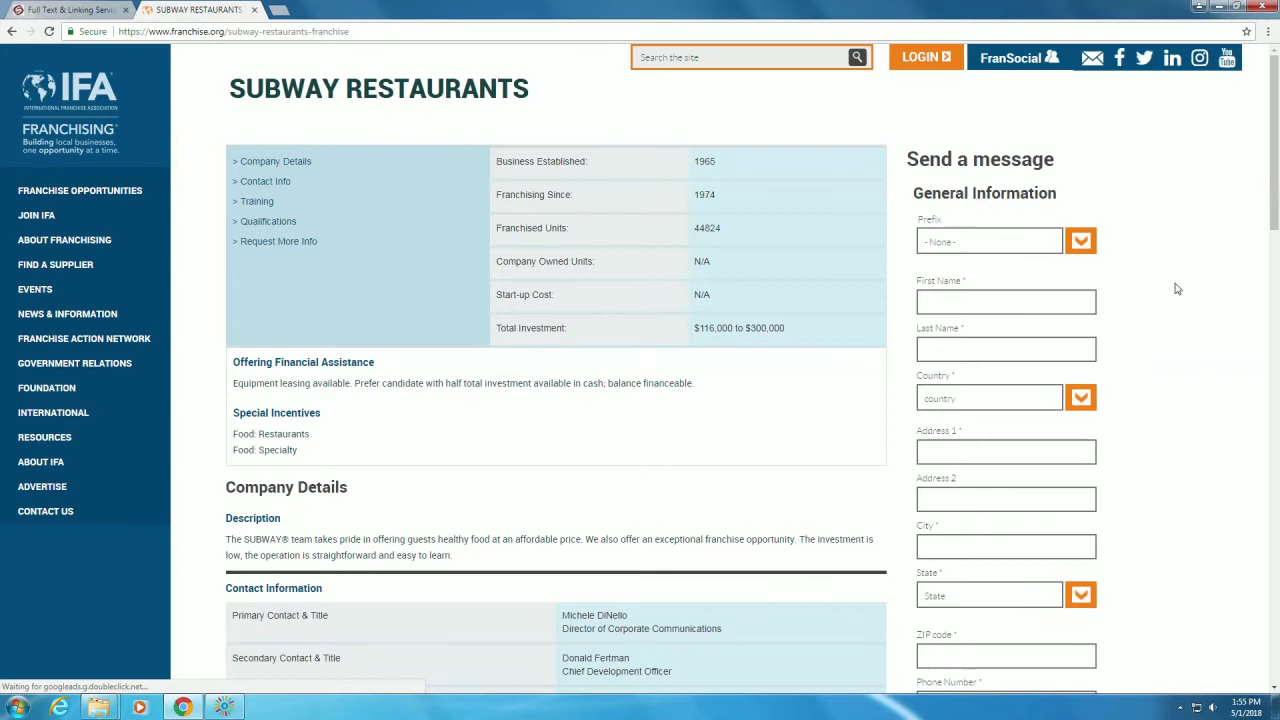 Full Text & Linking Servi
SUBWAY RESTAURANTS
Secure
https://www.franchise.org/subway-restaurants-franchise
IFA
INTERNATIONAL FRANCHISE ASSOCIATION
FRANCHISING
Building local businesses,
one opportunity at a time.
FRANCHISE OPPORTUNITIES
JOIN IFA
ABOUT FRANCHISING
FIND A SUPPLIER
EVENTS
NEWS & INFORMATION
FRANCHISE ACTION NETWORK
GOVERNMENT RELATIONS
FOUNDATION
INTERNATIONAL
RESOURCES
ABOUT IFA
ADVERTISE
CONTACT US
Search the site
LOGIN
FranSocial
You
Tube
SUBWAY RESTAURANTS
> Company Details
> Contact Info
> Training
> Qualifications
> Request More Info
Business Established: 1965
Franchising Since: 1974
Franchised Units: 44824
Company Owned Units: N/A
Start-up Cost: N/A
Total Investment: $116,000 to $300,000
Offering Financial Assistance
Equipment leasing available. Prefer candidate with half total investment available in cash; balance financeable.
Special Incentives
Food: Restaurants
Food: Specialty
Company Details
Description
The SUBWAY® team takes pride in offering guests healthy food at an affordable price. We also offer an exceptional franchise opportunity. The investment is
low, the operation is straightforward and easy to learn.
Contact Information
Primary Contact & Title
Michele DiNello
Director of Corporate Communications
Secondary Contact & Title
Donald Fertman
Chief Development Officer
Send a message
General Information
Prefix
- None -
First Name *
Last Name *
Country *
country
Address 1 *
Address 2
City *
State *
State
ZIP code *
Phone Number *
Waiting for googleads.g.doubleclick.net...
1:55 PM
5/1/2018